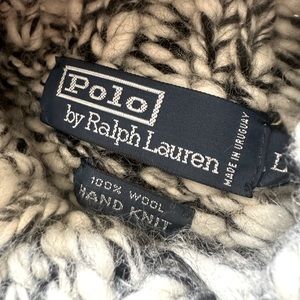 Polo
by Ralph Lauren
MADE IN URUGUAY
L
100% WOOL
HAND KNIT